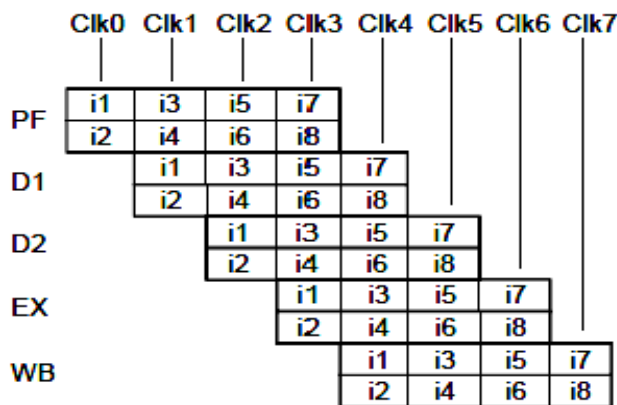 Clk0 Clk1 Clk2 Clk3 Clk4 Clk5 Clk6 Clk7
PF
i1 i3 i5 i7
i2 i4 i6 i8
D1
i1 i3 i5 i7
i2 i4 i6 i8
D2
i1 i3 i5 i7
i2 i4 i6 i8
EX
i1 i3 i5 i7
i2 i4 i6 i8
WB
i1 i3 i5 i7
i2 i4 i6 i8